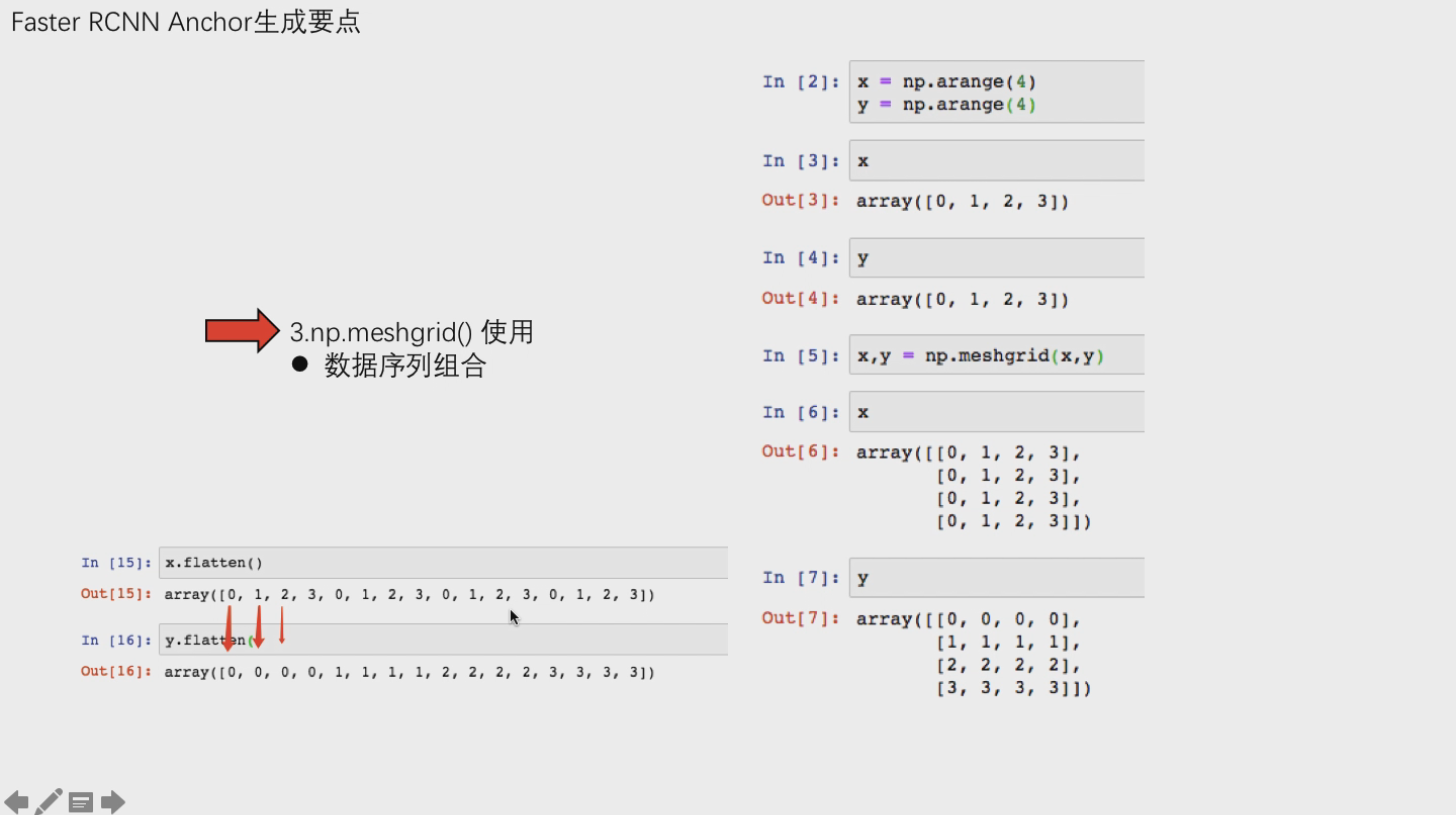 Faster RCNN Anchor生成要点
3.np.meshgrid() 使用
● 数据序列组合
In [15]: x.flatten()
Out[15]: array([0, 1, 2, 3, 0, 1, 2, 3, 0, 1, 2, 3, 0, 1, 2, 3])
In [16]: y.flatten(
Out[16]: array([0, 0, 0, 0, 1, 1, 1, 1, 2, 2, 2, 2, 3, 3, 3, 3])
In [2]: x = np.arange(4)
y = np.arange(4)
In [3]: x
Out[3]: array([0, 1, 2, 3])
In [4]: y
Out[4]: array([0, 1, 2, 3])
In [5]: x,y = np.meshgrid(x,y)
In [6]: x
Out[6]: array([[0, 1, 2, 3],
[0, 1, 2, 3],
[0, 1, 2, 3],
[0, 1, 2, 3]])
In [7]: y
Out[7]: array([[0, 0, 0, 0],
[1, 1, 1, 1],
[2, 2, 2, 2],
[3, 3, 3, 3]])